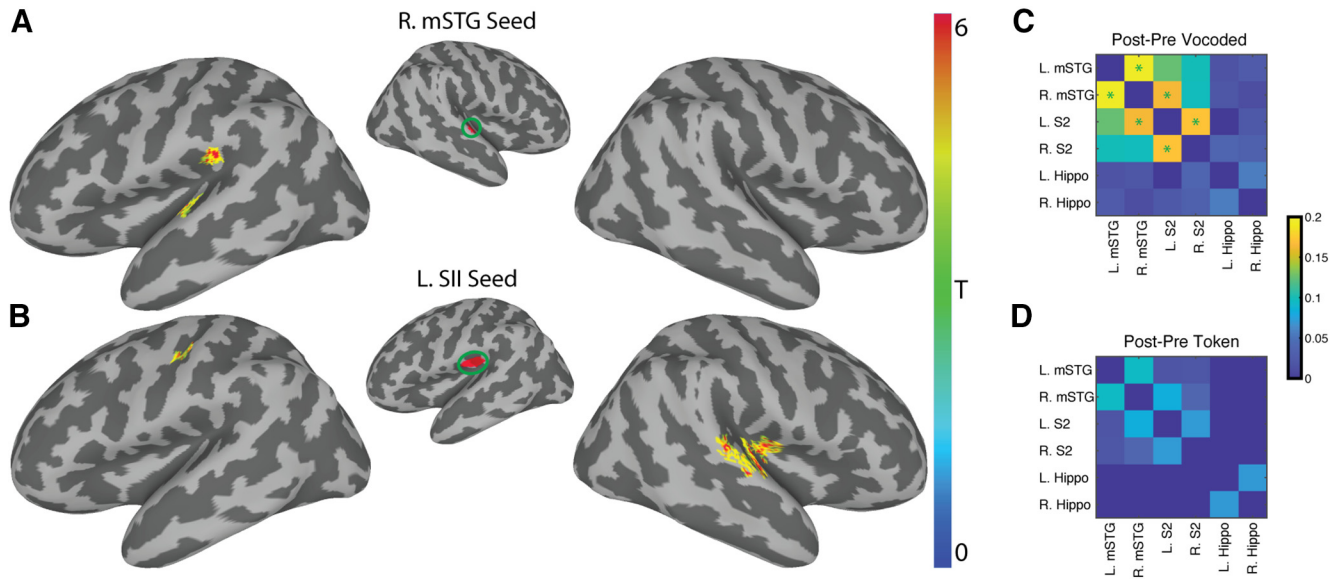 A
R. mSTG Seed
6
T
0
B
L. SII Seed
C
Post-Pre Vocoded
L. mSTG
*
*
R. mSTG
*
*
L. S2
*
*
R. S2
*
L. Hippo
R. Hippo
L. mSTG
R. mSTG
L. S2
R. S2
L. Hippo
R. Hippo
0.2
0.15
0.1
0.05
0
D
Post-Pre Token
L. mSTG
R. mSTG
L. S2
R. S2
L. Hippo
R. Hippo
L. mSTG
R. mSTG
L. S2
R. S2
L. Hippo
R. Hippo